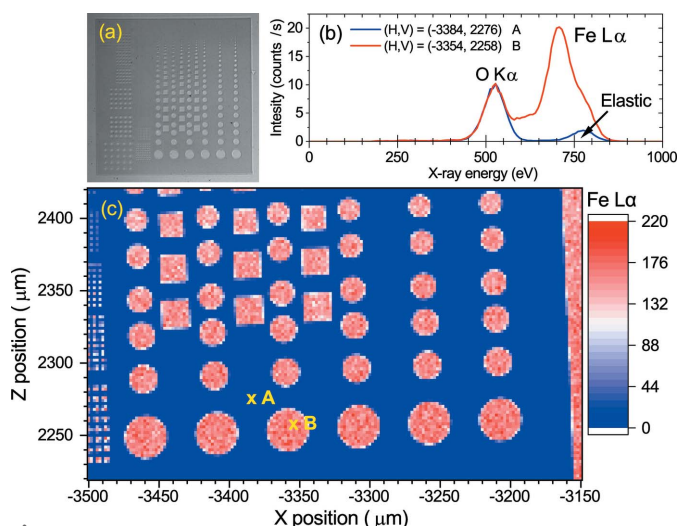 (a)
(b)
(H,V) = (-3384, 2276) A
(H,V) = (-3354, 2258) B
Fe Lα
O Kα
Elastic
Intesity (counts /s)
20
15
10
5
0
0 250 500 750 1000
X-ray energy (eV)
(c)
Fe Lα
220
176
132
88
44
0
Z position ( μm)
2400
2350
2300
2250
x A
x B
-3500 -3450 -3400 -3350 -3300 -3250 -3200 -3150
X position ( μm)